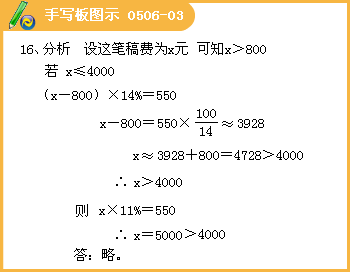 手写板图示 0506-03
16、分析 设这笔稿费为x元 可知x＞800
若 x≤4000
(x－800)×14%＝550
x－800＝550×100/14≈3928
x≈3928＋800＝4728＞4000
∴ x＞4000
则 x×11%＝550
∴ x＝5000＞4000
答：略。